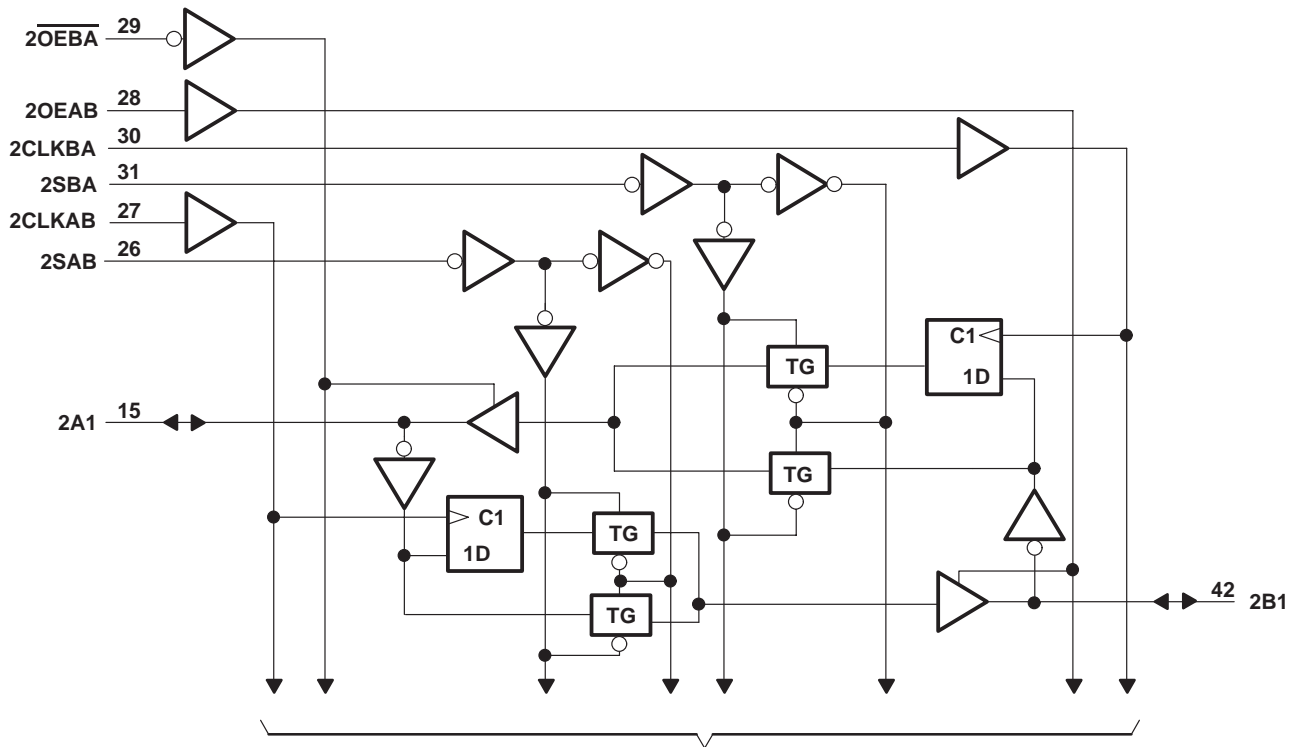 2O̅E̅B̅A̅ 29
2OEAB 28
2CLKBA 30
2SBA 31
2CLKAB 27
2SAB 26
C1
TG
1D
2A1 15
TG
C1
TG
1D
42 2B1
TG